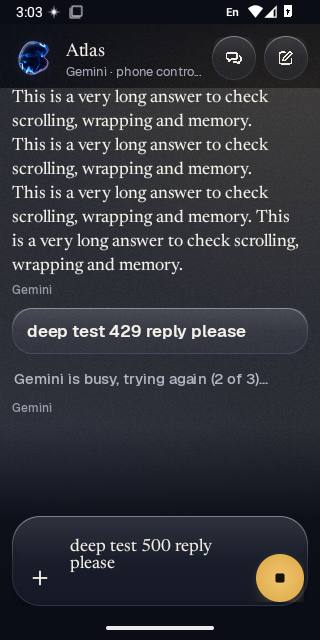 3:03
En
Atlas
Gemini · phone contro...
This is a very long answer to check
scrolling, wrapping and memory.
This is a very long answer to check
scrolling, wrapping and memory.
This is a very long answer to check
scrolling, wrapping and memory. This
is a very long answer to check scrolling,
wrapping and memory.
Gemini
deep test 429 reply please
Gemini is busy, trying again (2 of 3)...
Gemini
deep test 500 reply
please